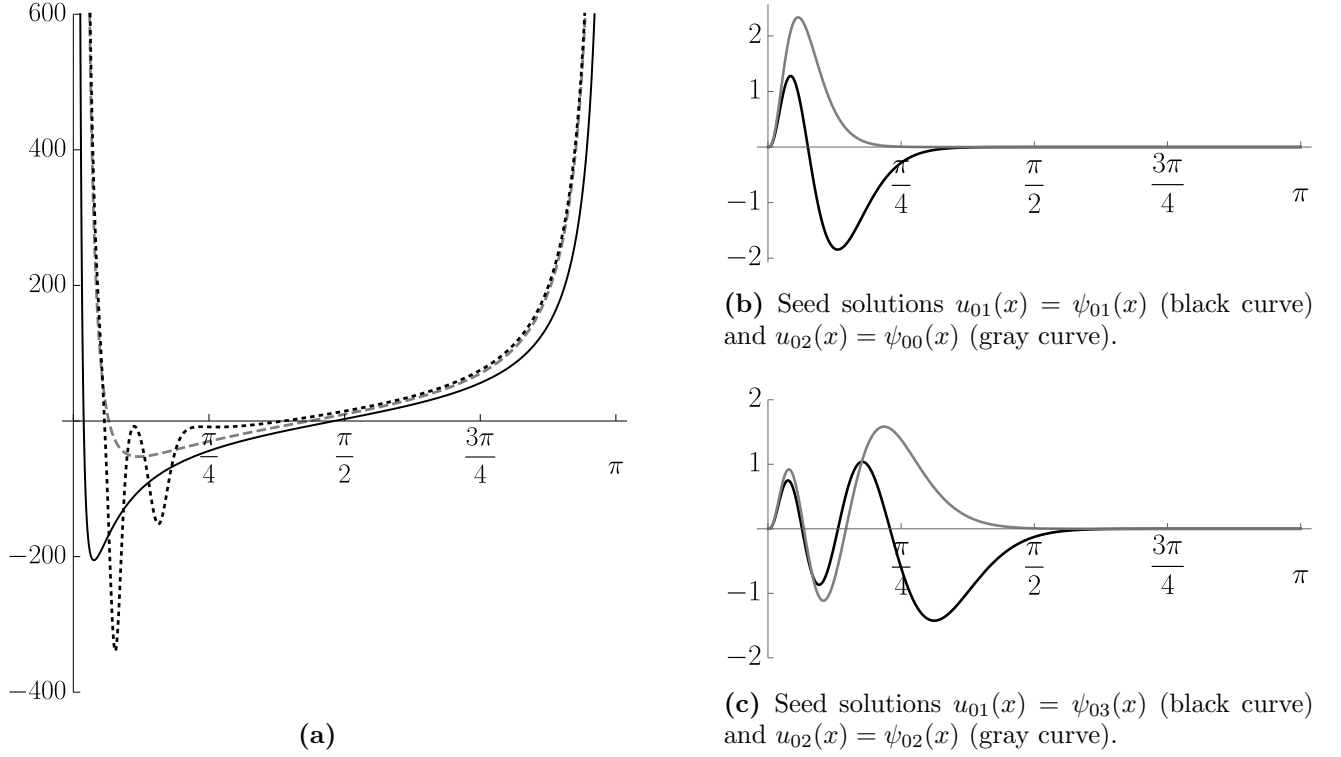 600
400
200
−200
−400
π/4
π/2
3π/4
π
(a)
2
1
−1
−2
π/4
π/2
3π/4
π
(b) Seed solutions u₀₁(x) = ψ₀₁(x) (black curve)
and u₀₂(x) = ψ₀₀(x) (gray curve).
2
1
−1
−2
π/4
π/2
3π/4
π
(c) Seed solutions u₀₁(x) = ψ₀₃(x) (black curve)
and u₀₂(x) = ψ₀₂(x) (gray curve).